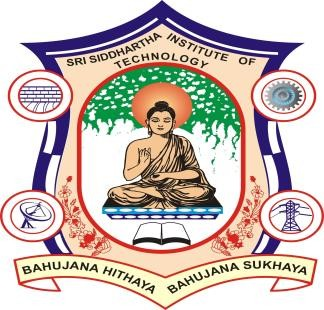 SRI SIDDHARTHA INSTITUTE OF
TECHNOLOGY
BAHUJANA HITHAYA BAHUJANA SUKHAYA